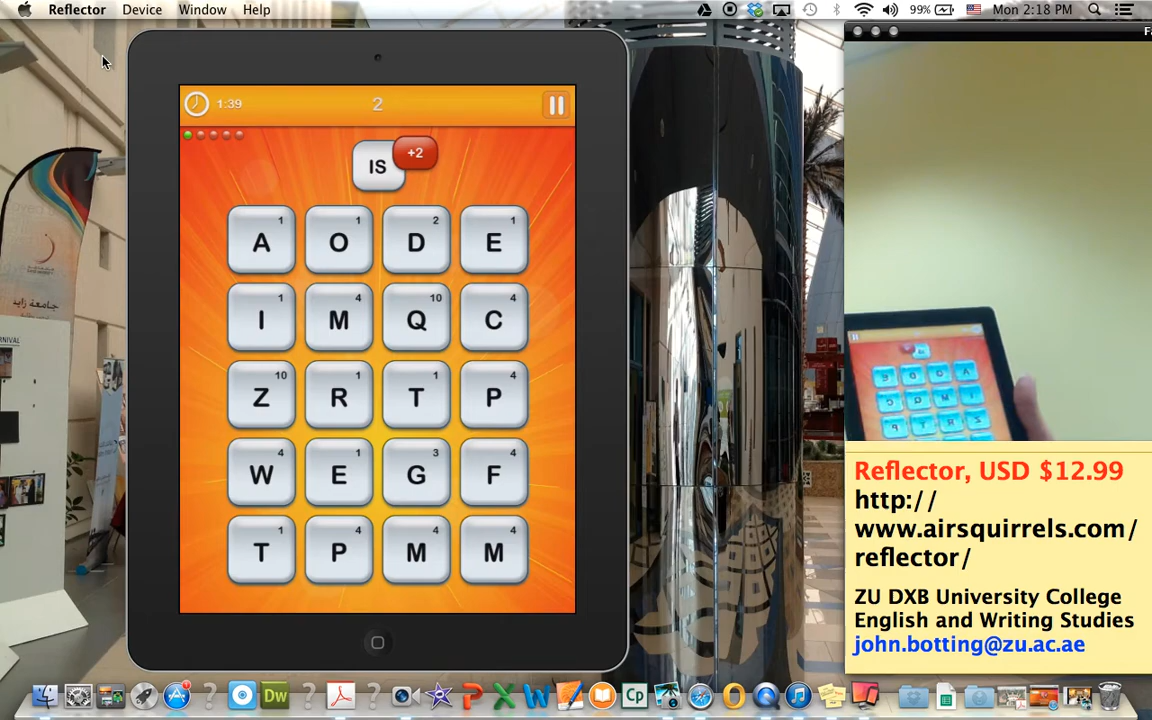 Reflector Device Window Help
99% Mon 2:18 PM
1:39 2
IS +2
A 1 O 1 D 2 E 1
I 1 M 4 Q 10 C 4
Z 10 R 1 T 1 P 4
W 4 E 1 G 3 F 4
T 1 P 4 M 4 M 4
Reflector, USD $12.99
http://
www.airsquirrels.com/
reflector/
ZU DXB University College
English and Writing Studies
john.botting@zu.ac.ae
Dw Cp